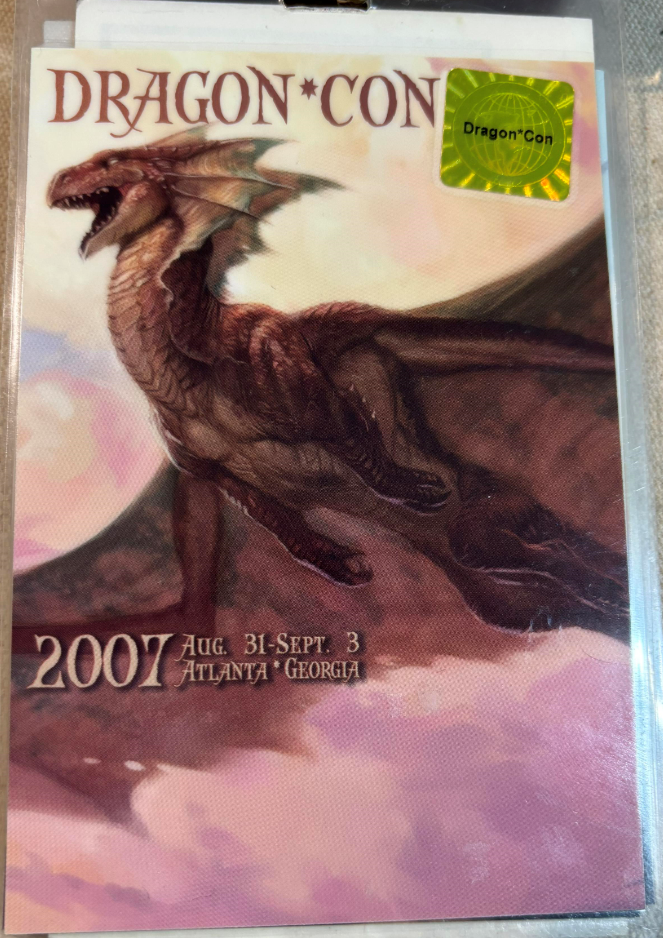 DRAGON*CON
Dragon*Con
2007 AUG. 31-SEPT. 3
ATLANTA * GEORGIA